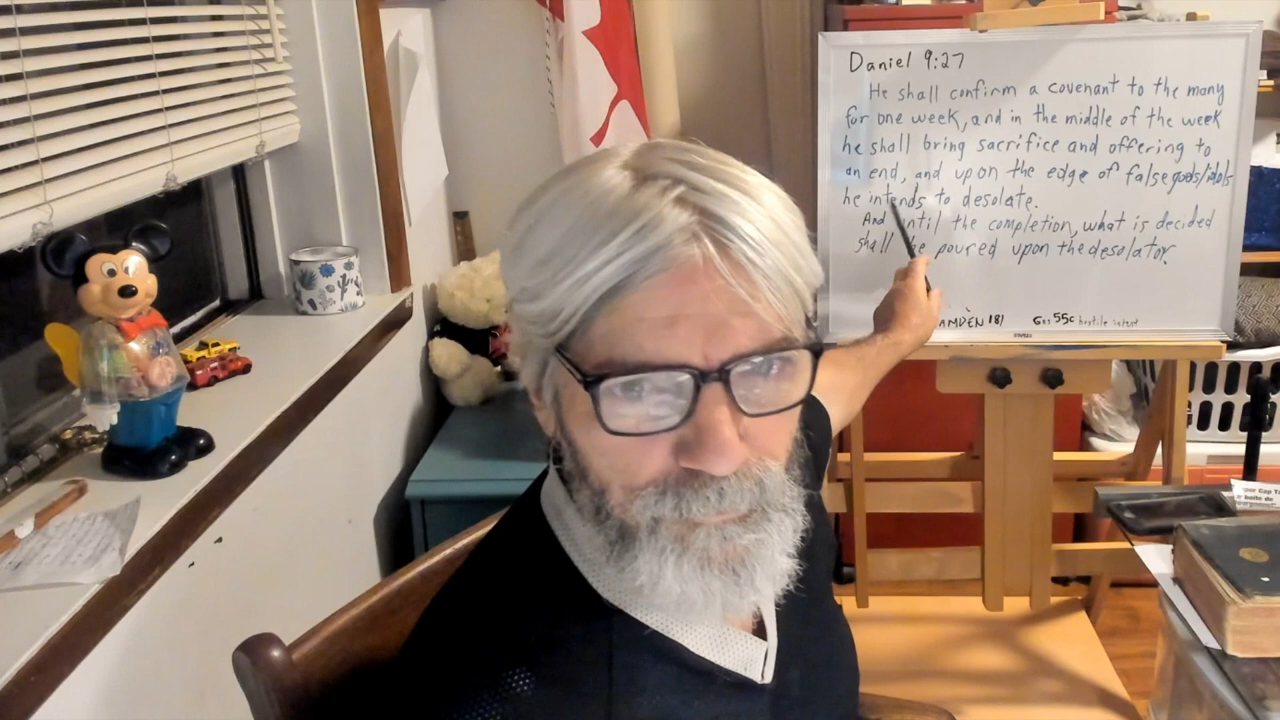 Daniel 9:27
He shall confirm a covenant to the many
for one week, and in the middle of the week
he shall bring sacrifice and offering to
an end, and upon the edge of false gods/idols
he intends to desolate.
And until the completion, what is decided
shall be poured upon the desolator.
AMDEN 181 Ges 55c hostile intent
STAPLES